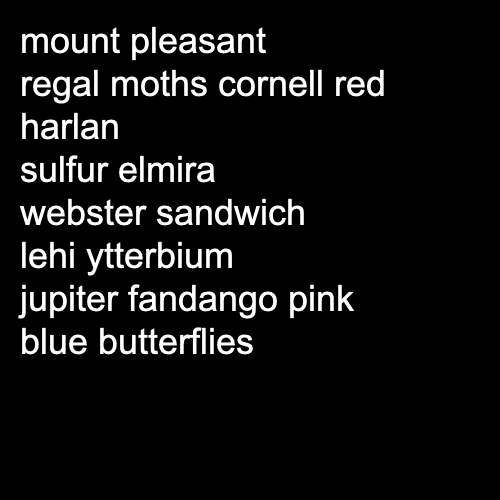 mount pleasant
regal moths cornell red
harlan
sulfur elmira
webster sandwich
lehi ytterbium
jupiter fandango pink
blue butterflies